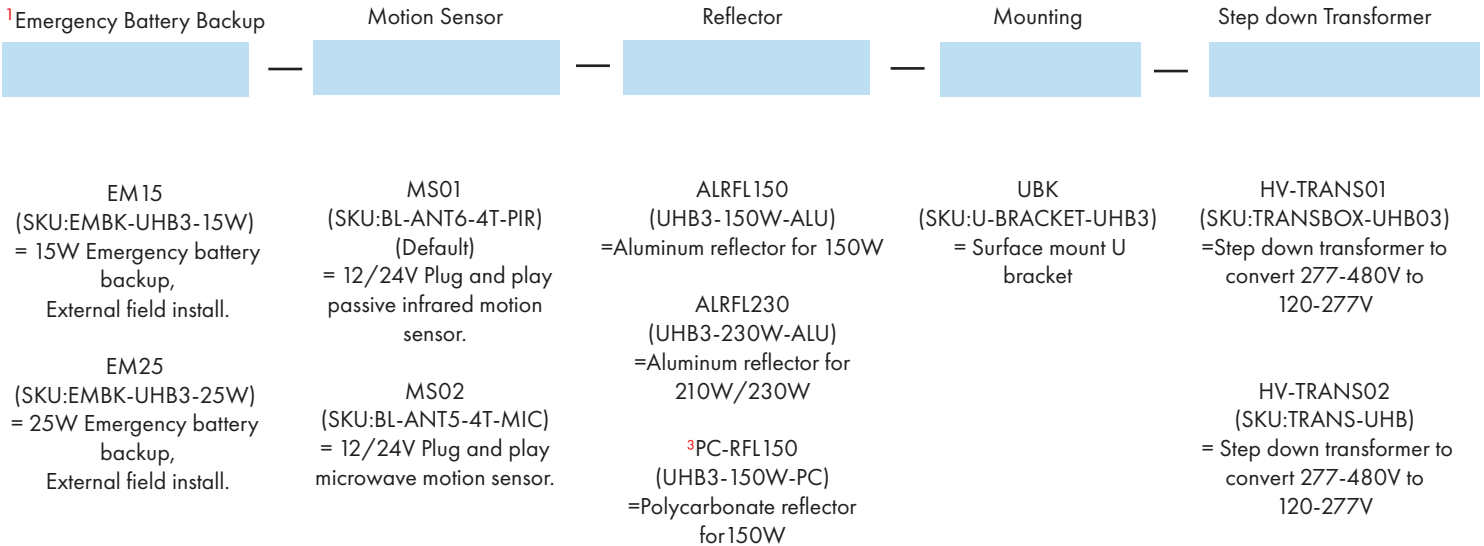 1Emergency Battery Backup
Motion Sensor
Reflector
Mounting
Step down Transformer
EM15
(SKU:EMBK-UHB3-15W)
= 15W Emergency battery
backup,
External field install.
EM25
(SKU:EMBK-UHB3-25W)
= 25W Emergency battery
backup,
External field install.
MS01
(SKU:BL-ANT6-4T-PIR)
(Default)
= 12/24V Plug and play
passive infrared motion
sensor.
MS02
(SKU:BL-ANT5-4T-MIC)
= 12/24V Plug and play
microwave motion sensor.
ALRFL150
(UHB3-150W-ALU)
=Aluminum reflector for 150W
ALRFL230
(UHB3-230W-ALU)
=Aluminum reflector for
210W/230W
3PC-RFL150
(UHB3-150W-PC)
=Polycarbonate reflector
for150W
UBK
(SKU:U-BRACKET-UHB3)
= Surface mount U
bracket
HV-TRANS01
(SKU:TRANSBOX-UHB03)
=Step down transformer to
convert 277-480V to
120-277V
HV-TRANS02
(SKU:TRANS-UHB)
= Step down transformer to
convert 277-480V to
120-277V